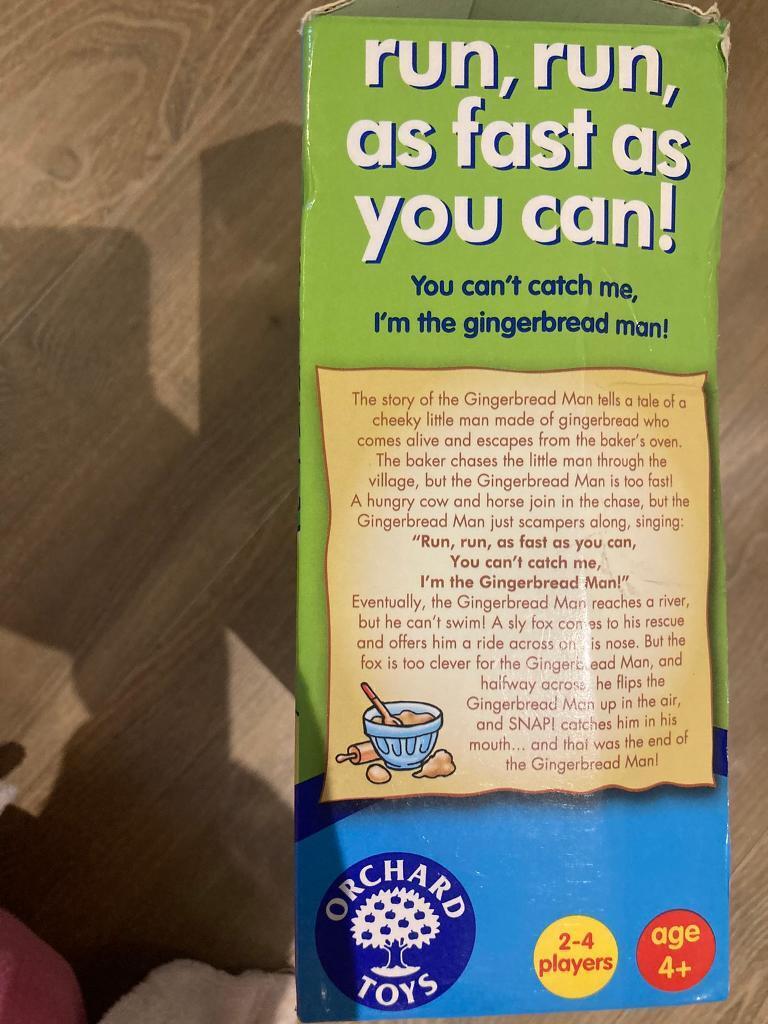 run, run,
as fast as
you can!
You can't catch me,
I'm the gingerbread man!
The story of the Gingerbread Man tells a tale of a
cheeky little man made of gingerbread who
comes alive and escapes from the baker's oven.
The baker chases the little man through the
village, but the Gingerbread Man is too fast!
A hungry cow and horse join in the chase, but the
Gingerbread Man just scampers along, singing:
"Run, run, as fast as you can,
You can't catch me,
I'm the Gingerbread Man!"
Eventually, the Gingerbread Man reaches a river,
but he can't swim! A sly fox comes to his rescue
and offers him a ride across on his nose. But the
fox is too clever for the Gingerbread Man, and
halfway across, he flips the
Gingerbread Man up in the air,
and SNAP! catches him in his
mouth... and that was the end of
the Gingerbread Man!
ORCHARD
TOYS
2-4
players
age
4+